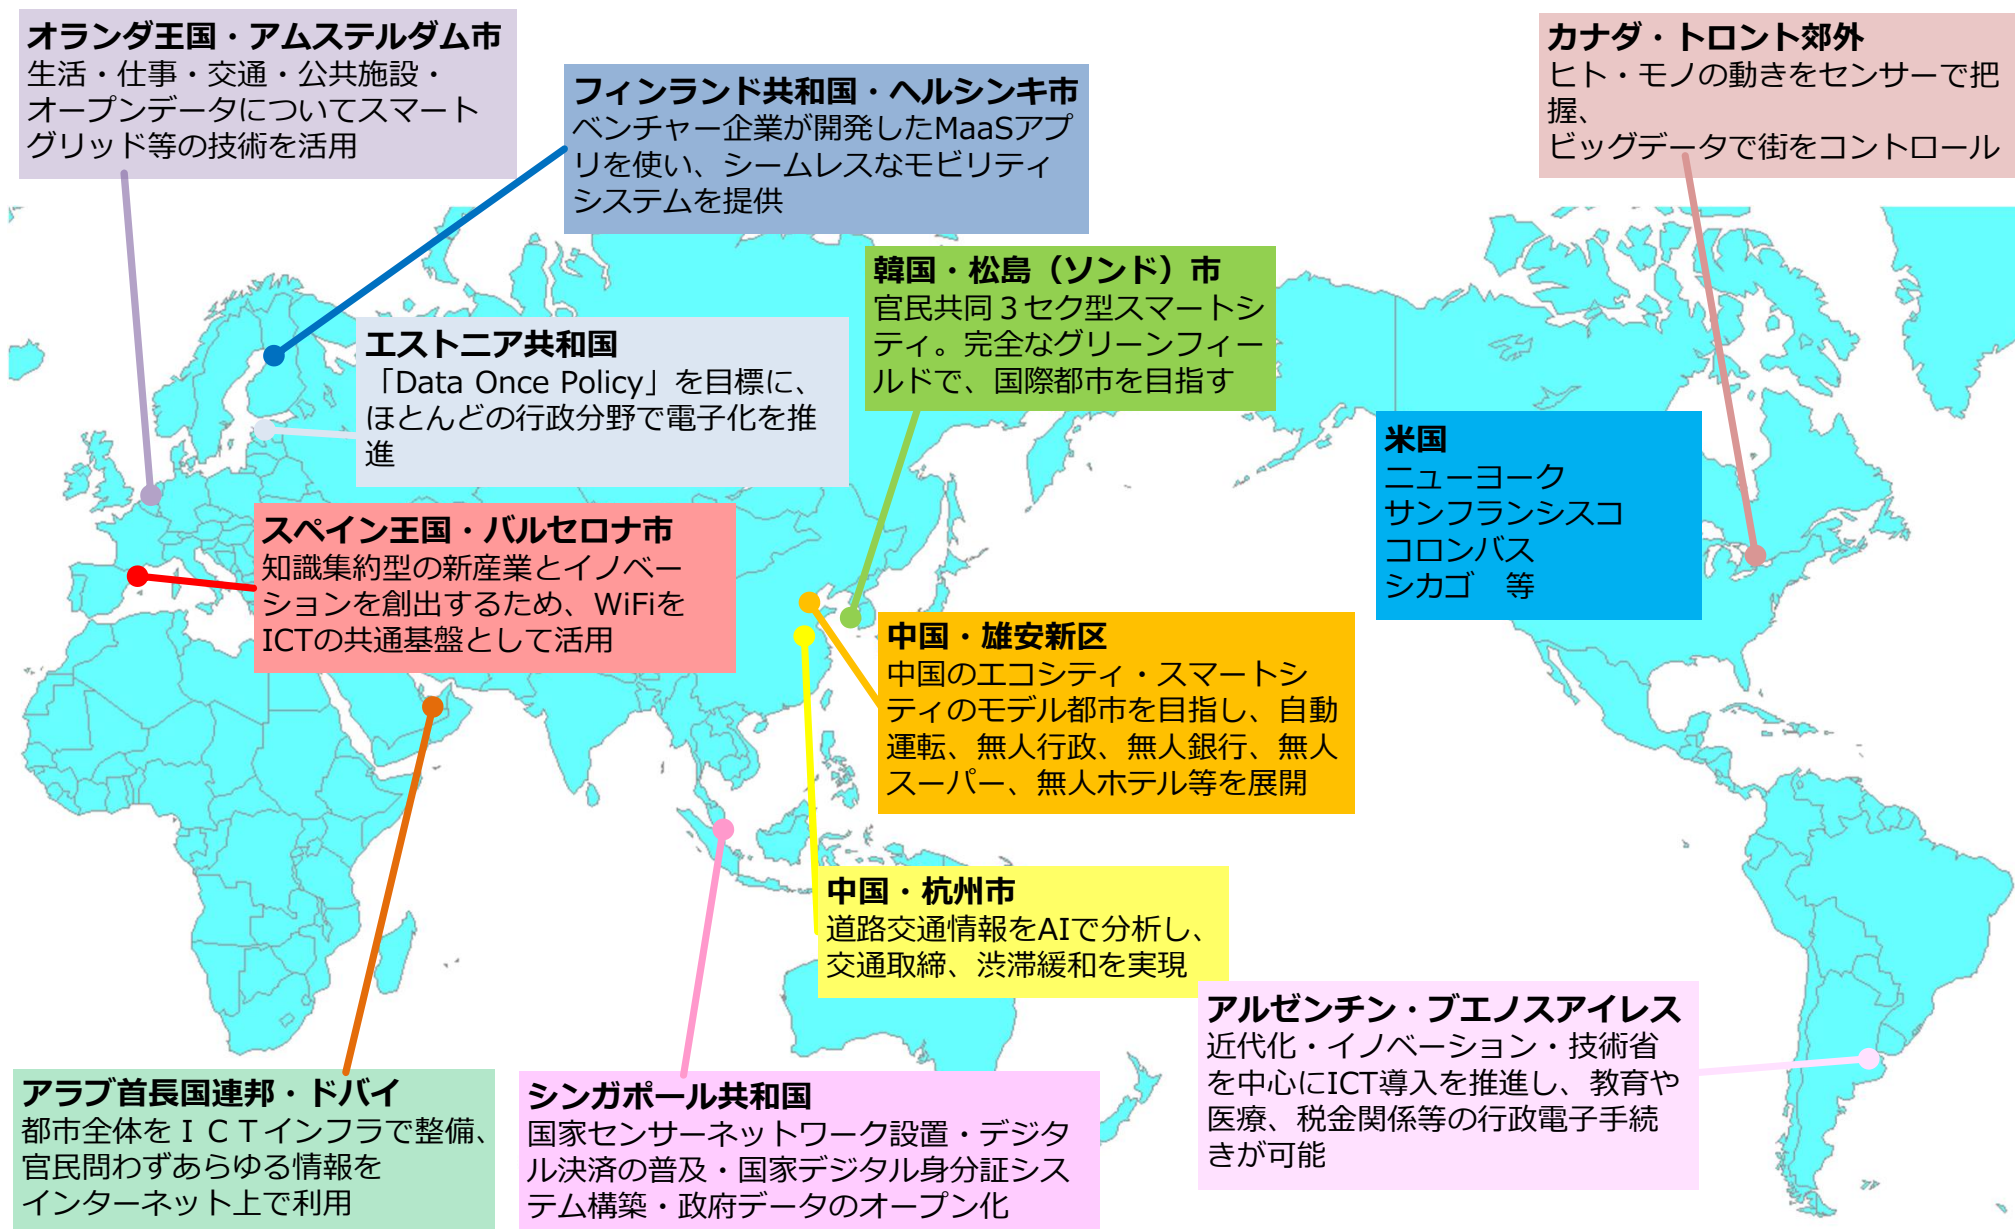 オランダ王国・アムステルダム市
生活・仕事・交通・公共施設・
オープンデータについてスマート
グリッド等の技術を活用
フィンランド共和国・ヘルシンキ市
ベンチャー企業が開発したMaaSアプ
リを使い、シームレスなモビリティ
システムを提供
カナダ・トロント郊外
ヒト・モノの動きをセンサーで把
握、
ビッグデータで街をコントロール
韓国・松島（ソンド）市
官民共同３セク型スマートシ
ティ。完全なグリーンフィー
ルドで、国際都市を目指す
エストニア共和国
「Data Once Policy」を目標に、
ほとんどの行政分野で電子化を推
進
米国
ニューヨーク
サンフランシスコ
コロンバス
シカゴ　等
スペイン王国・バルセロナ市
知識集約型の新産業とイノベー
ションを創出するため、WiFiを
ICTの共通基盤として活用
中国・雄安新区
中国のエコシティ・スマートシ
ティのモデル都市を目指し、自動
運転、無人行政、無人銀行、無人
スーパー、無人ホテル等を展開
中国・杭州市
道路交通情報をAIで分析し、
交通取締、渋滞緩和を実現
アルゼンチン・ブエノスアイレス
近代化・イノベーション・技術省
を中心にICT導入を推進し、教育や
医療、税金関係等の行政電子手続
きが可能
アラブ首長国連邦・ドバイ
都市全体をＩＣＴインフラで整備、
官民問わずあらゆる情報を
インターネット上で利用
シンガポール共和国
国家センサーネットワーク設置・デジタ
ル決済の普及・国家デジタル身分証シス
テム構築・政府データのオープン化